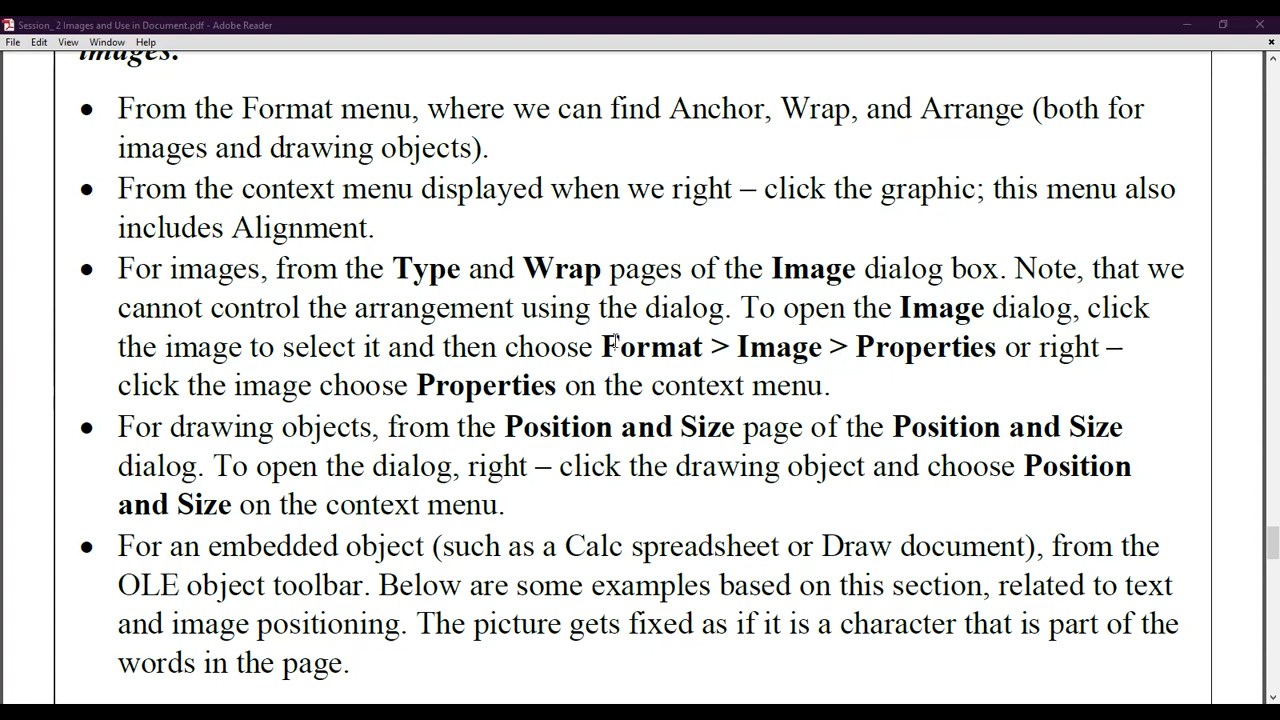 Session_ 2 Images and Use in Document.pdf - Adobe Reader
File Edit View Window Help
images.
• From the Format menu, where we can find Anchor, Wrap, and Arrange (both for
images and drawing objects).
• From the context menu displayed when we right – click the graphic; this menu also
includes Alignment.
• For images, from the Type and Wrap pages of the Image dialog box. Note, that we
cannot control the arrangement using the dialog. To open the Image dialog, click
the image to select it and then choose Format > Image > Properties or right –
click the image choose Properties on the context menu.
• For drawing objects, from the Position and Size page of the Position and Size
dialog. To open the dialog, right – click the drawing object and choose Position
and Size on the context menu.
• For an embedded object (such as a Calc spreadsheet or Draw document), from the
OLE object toolbar. Below are some examples based on this section, related to text
and image positioning. The picture gets fixed as if it is a character that is part of the
words in the page.